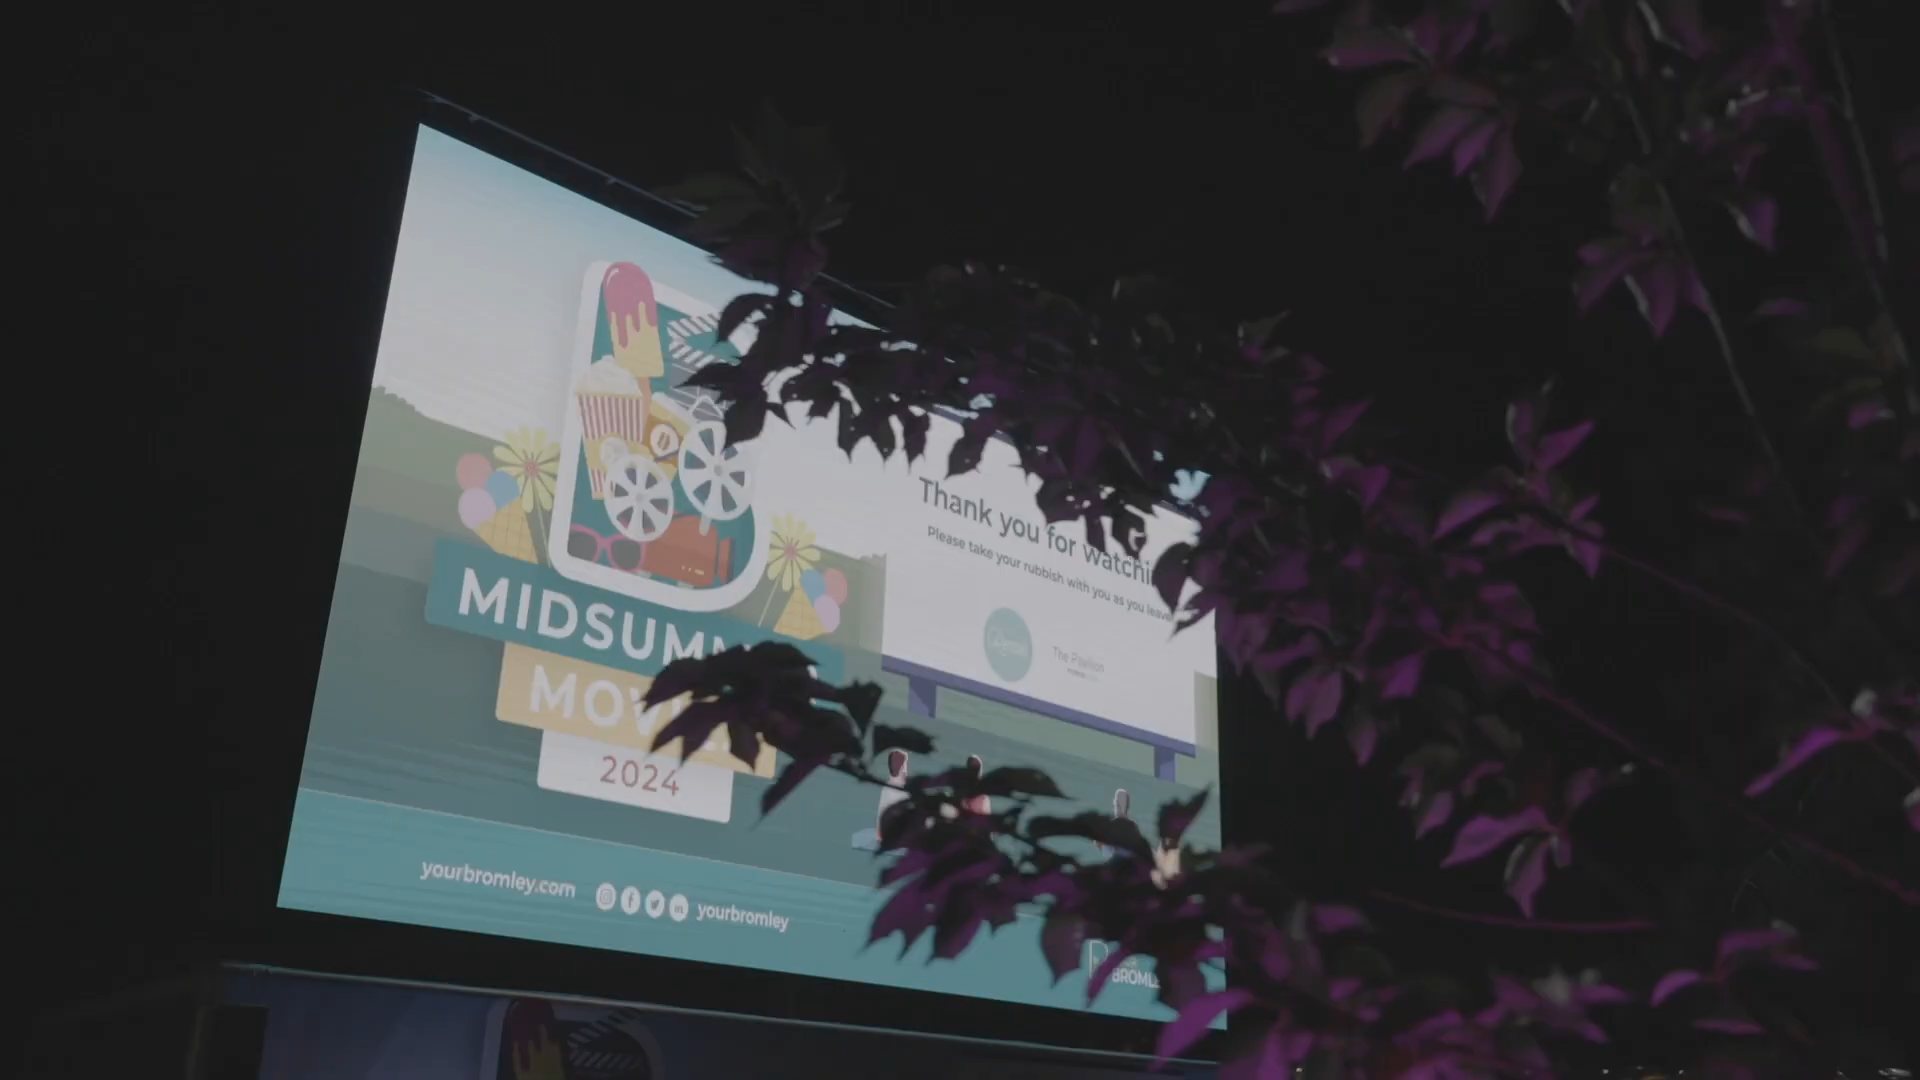 MIDSUMM
MOV
2024
Thank you for watchi
Please take your rubbish with you as you leave
The Pavilion
yourbromley.com
yourbromley
BROML